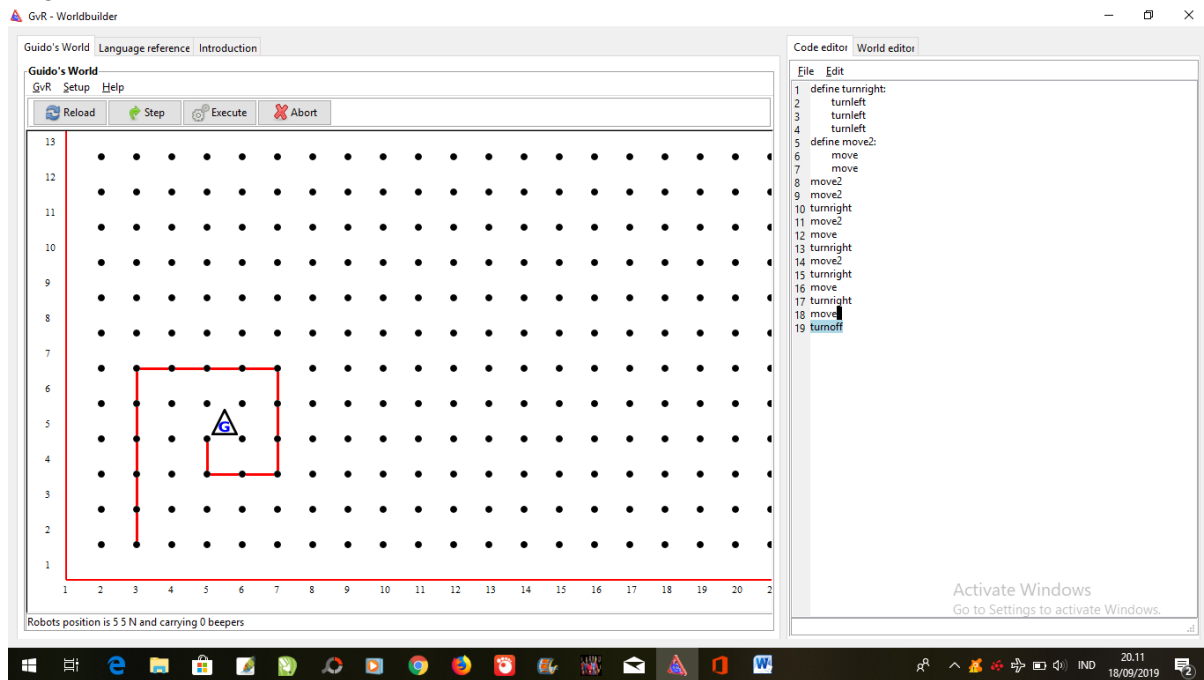 GvR - Worldbuilder
Guido's World Language reference Introduction
Guido's World
GvR Setup Help
Reload Step Execute Abort
13
12
11
10
9
8
7
6
5
4
3
2
1
G
1 2 3 4 5 6 7 8 9 10 11 12 13 14 15 16 17 18 19 20 2
Robots position is 5 5 N and carrying 0 beepers
Code editor World editor
File Edit
1 define turnright:
2 turnleft
3 turnleft
4 turnleft
5 define move2:
6 move
7 move
8 move2
9 move2
10 turnright
11 move2
12 move
13 turnright
14 move2
15 turnright
16 move
17 turnright
18 move
19 turnoff
Activate Windows
Go to Settings to activate Windows.
IND
20.11
18/09/2019
2